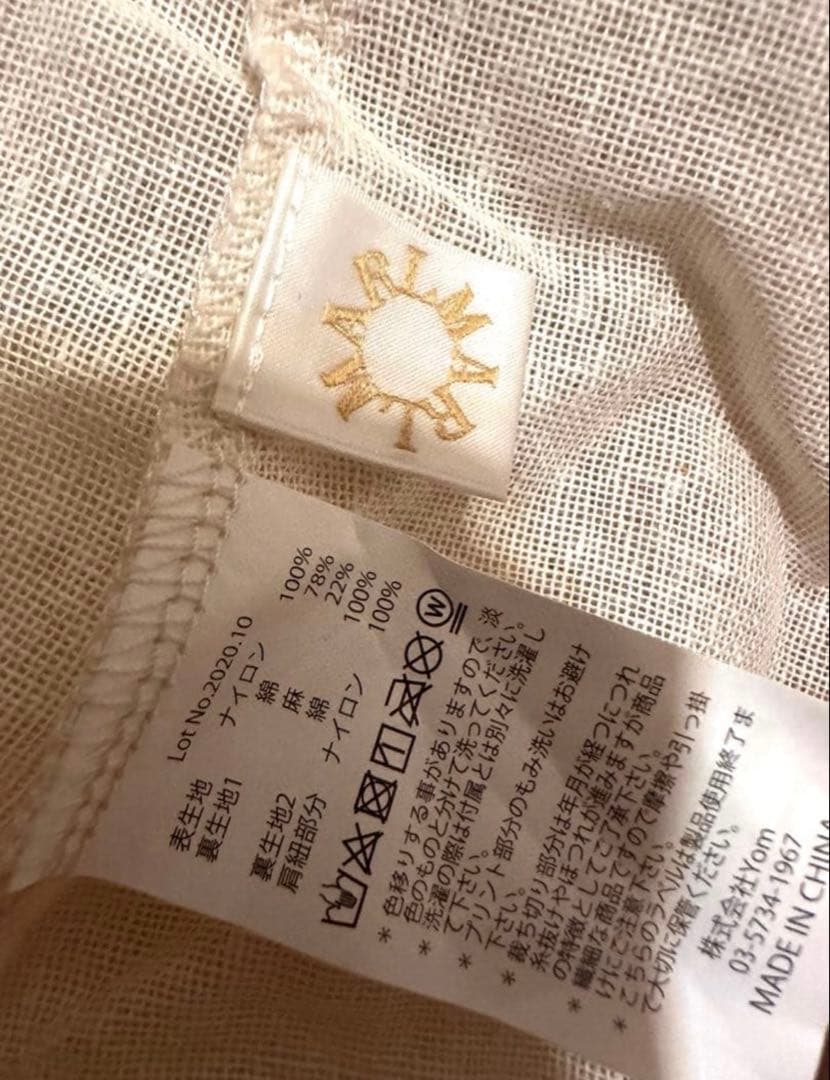 MARIMARI
Lot No.2020.10
表生地 ナイロン 100%
裏生地1 綿 78%
麻 22%
裏生地2 綿 100%
肩紐部分 ナイロン 100%
W
* 色移りする事がありますので、淡
色のものと分けて洗ってください。
* 洗濯の際は付属とは別々に洗濯し
て下さい。
* プリント部分のもみ洗いはお避け
下さい。
* 裁ち切り部分は年月が経つにつれ
糸抜けやほつれが進みますが商品
の特徴としてご了承下さい。
* 繊細な商品ですので摩擦や引っ掛
けにご注意下さい。
* こちらのラベルは製品使用終了ま
で大切に保管ください。
株式会社Yom
03-5734-1967
MADE IN CHINA